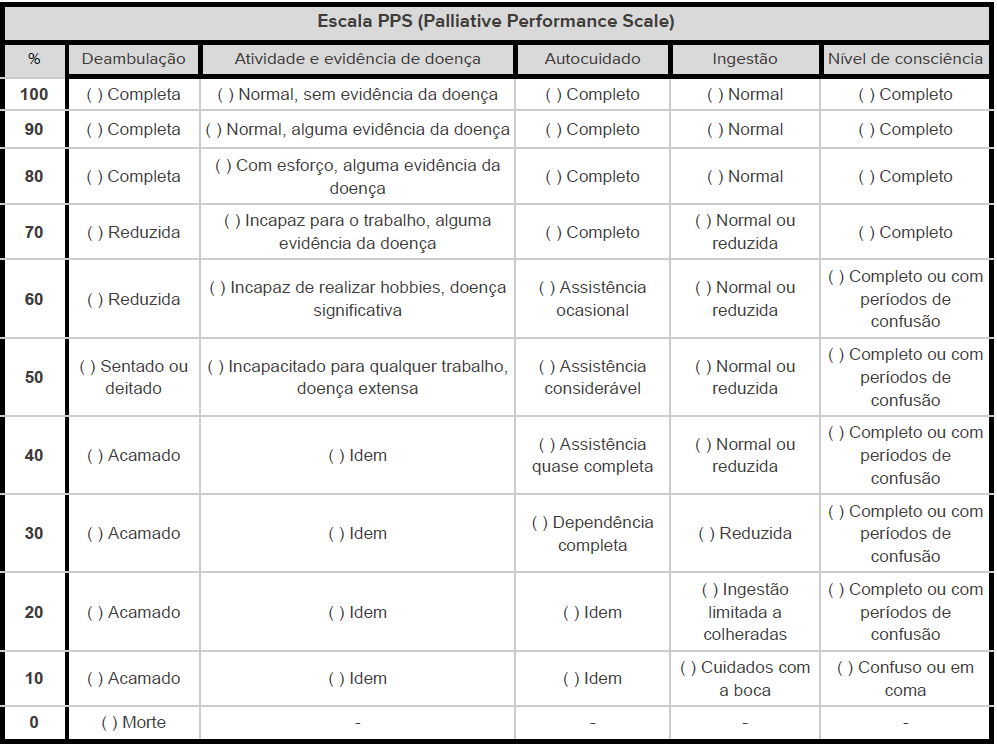 Escala PPS (Palliative Performance Scale)
% Deambulação Atividade e evidência de doença Autocuidado Ingestão Nível de consciência
100 ( ) Completa ( ) Normal, sem evidência da doença ( ) Completo ( ) Normal ( ) Completo
90 ( ) Completa ( ) Normal, alguma evidência da doença ( ) Completo ( ) Normal ( ) Completo
80 ( ) Completa ( ) Com esforço, alguma evidência da
doença ( ) Completo ( ) Normal ( ) Completo
70 ( ) Reduzida ( ) Incapaz para o trabalho, alguma
evidência da doença ( ) Completo ( ) Normal ou
reduzida ( ) Completo
60 ( ) Reduzida ( ) Incapaz de realizar hobbies, doença
significativa ( ) Assistência
ocasional ( ) Normal ou
reduzida ( ) Completo ou com
períodos de
confusão
50 ( ) Sentado ou
deitado ( ) Incapacitado para qualquer trabalho,
doença extensa ( ) Assistência
considerável ( ) Normal ou
reduzida ( ) Completo ou com
períodos de
confusão
40 ( ) Acamado ( ) Idem ( ) Assistência
quase completa ( ) Normal ou
reduzida ( ) Completo ou com
períodos de
confusão
30 ( ) Acamado ( ) Idem ( ) Dependência
completa ( ) Reduzida ( ) Completo ou com
períodos de
confusão
20 ( ) Acamado ( ) Idem ( ) Idem ( ) Ingestão
limitada a
colheradas ( ) Completo ou com
períodos de
confusão
10 ( ) Acamado ( ) Idem ( ) Idem ( ) Cuidados com
a boca ( ) Confuso ou em
coma
0 ( ) Morte - - - -